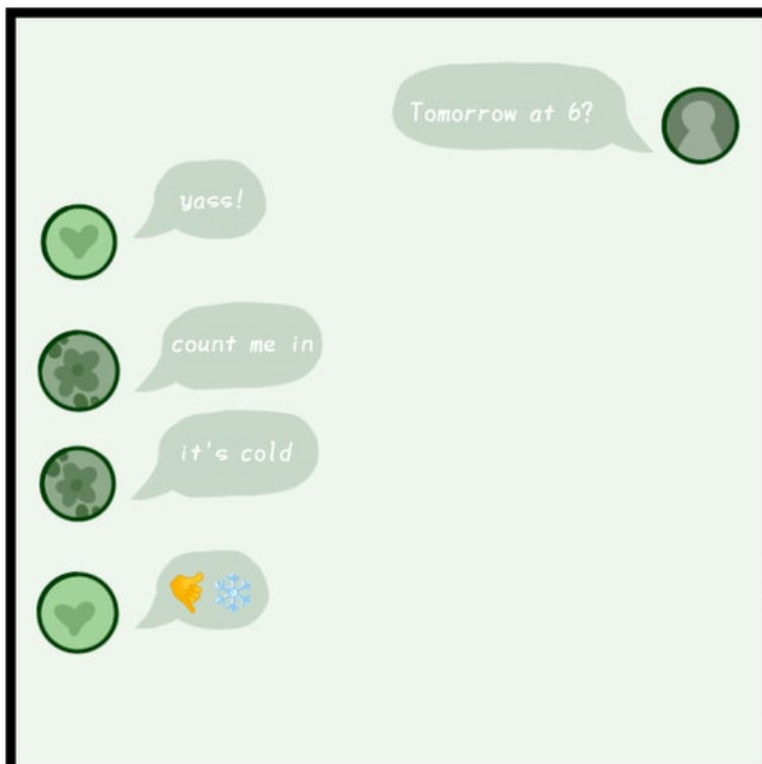 Tomorrow at 6?
yass!
count me in
it's cold
🤙❄️